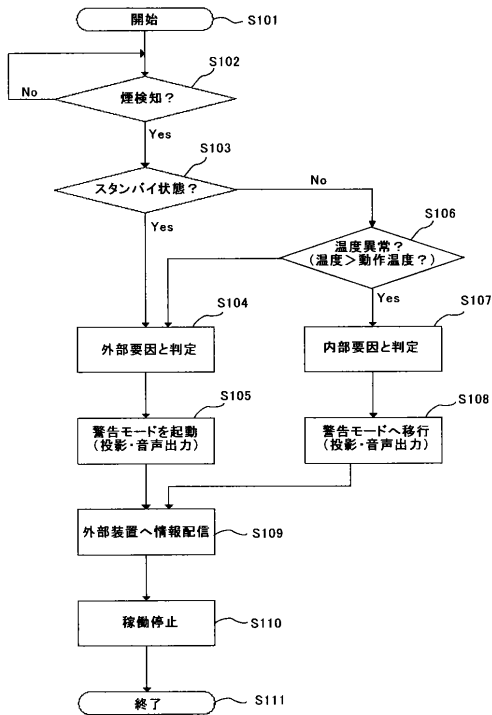 開始
S101
煙検知?
S102
No
Yes
スタンバイ状態?
S103
No
Yes
温度異常?
(温度>動作温度?)
S106
Yes
外部要因と判定
S104
内部要因と判定
S107
警告モードを起動
(投影・音声出力)
S105
警告モードへ移行
(投影・音声出力)
S108
外部装置へ情報配信
S109
稼働停止
S110
終了
S111